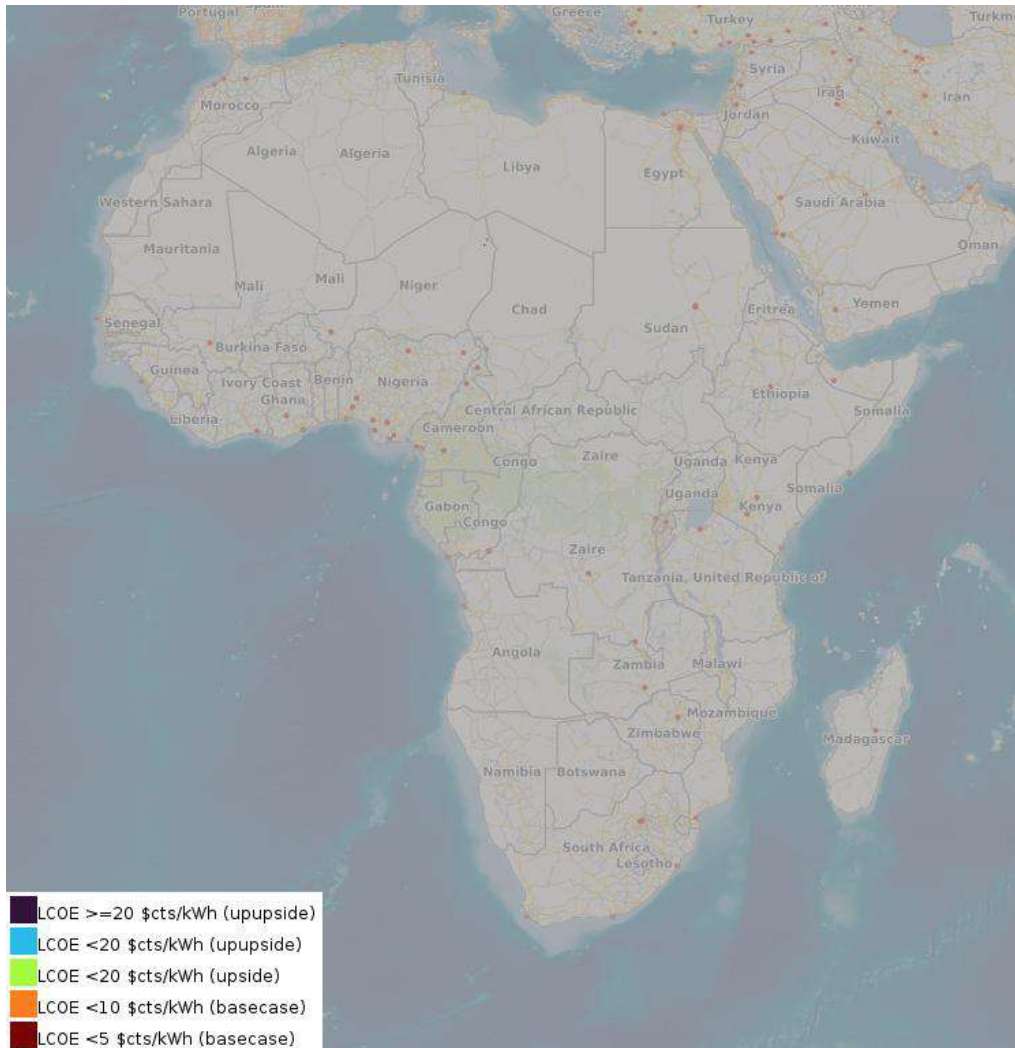 Portugal
Spain
Greece
Turkey
Turkm
Tunisia
Syria
Iraq
Iran
Morocco
Jordan
Kuwait
Algeria
Algeria
Libya
Egypt
Western Sahara
Saudi Arabia
Mauritania
Oman
Mali
Mali
Niger
Chad
Sudan
Eritrea
Yemen
Senegal
Burkina Faso
Guinea
Ivory Coast
Benin
Nigeria
Ghana
Ethiopia
Somalia
Liberia
Central African Republic
Cameroon
Congo
Zaire
Uganda
Kenya
Somalia
Uganda
Gabon
Kenya
Congo
Zaire
Tanzania, United Republic of
Angola
Zambia
Malawi
Mozambique
Zimbabwe
Madagascar
Namibia
Botswana
South Africa
Lesotho
LCOE >=20 $cts/kWh (upupside)
LCOE <20 $cts/kWh (upupside)
LCOE <20 $cts/kWh (upside)
LCOE <10 $cts/kWh (basecase)
LCOE <5 $cts/kWh (basecase)